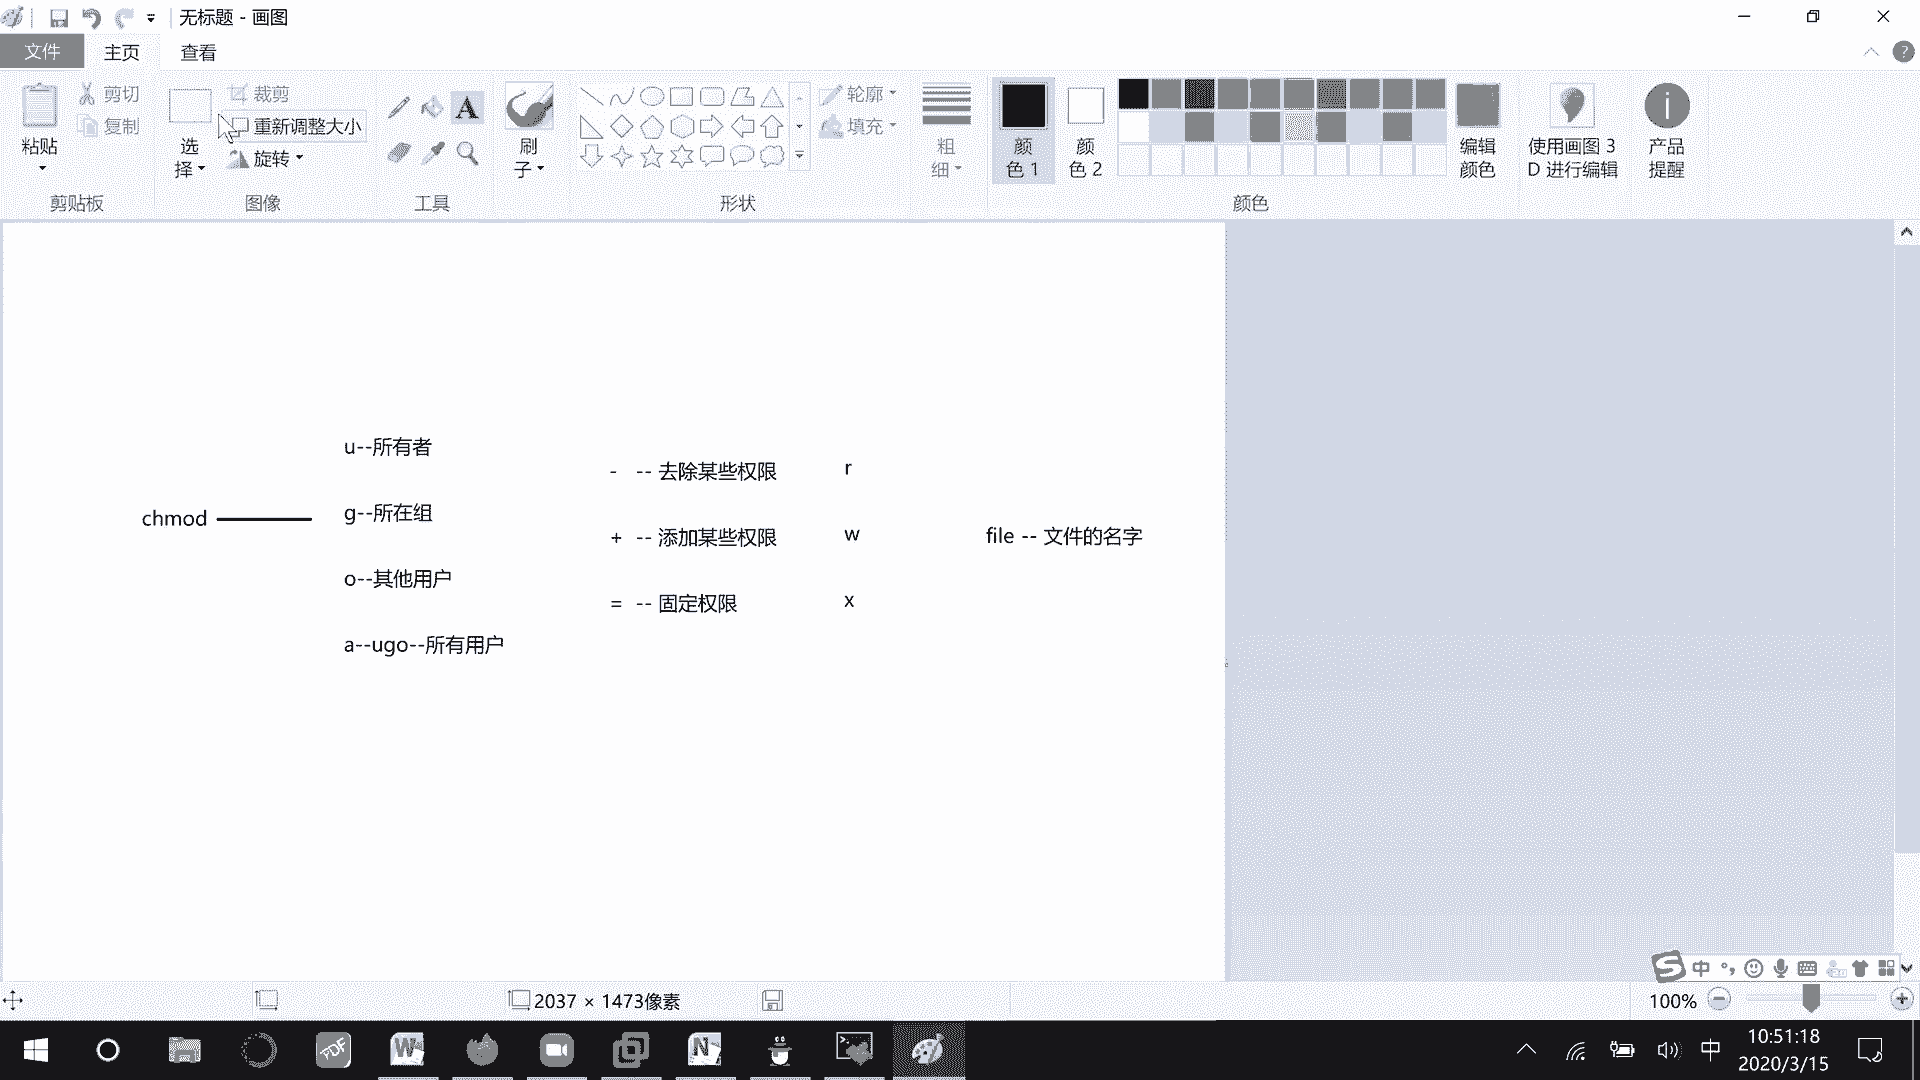 无标题 - 画图
文件 主页 查看
粘贴
剪切
复制
剪贴板
选择
裁剪
重新调整大小
旋转
图像
A
工具
刷子
形状
轮廓
填充
粗细
颜色 1
颜色 2
颜色
编辑颜色
使用画图 3D 进行编辑
产品提醒
chmod
u--所有者
g--所在组
o--其他用户
a--ugo--所有用户
- -- 去除某些权限
+ -- 添加某些权限
= -- 固定权限
r
w
x
file -- 文件的名字
S 中
2037 × 1473像素
100%
PDF W N
中
10:51:18
2020/3/15